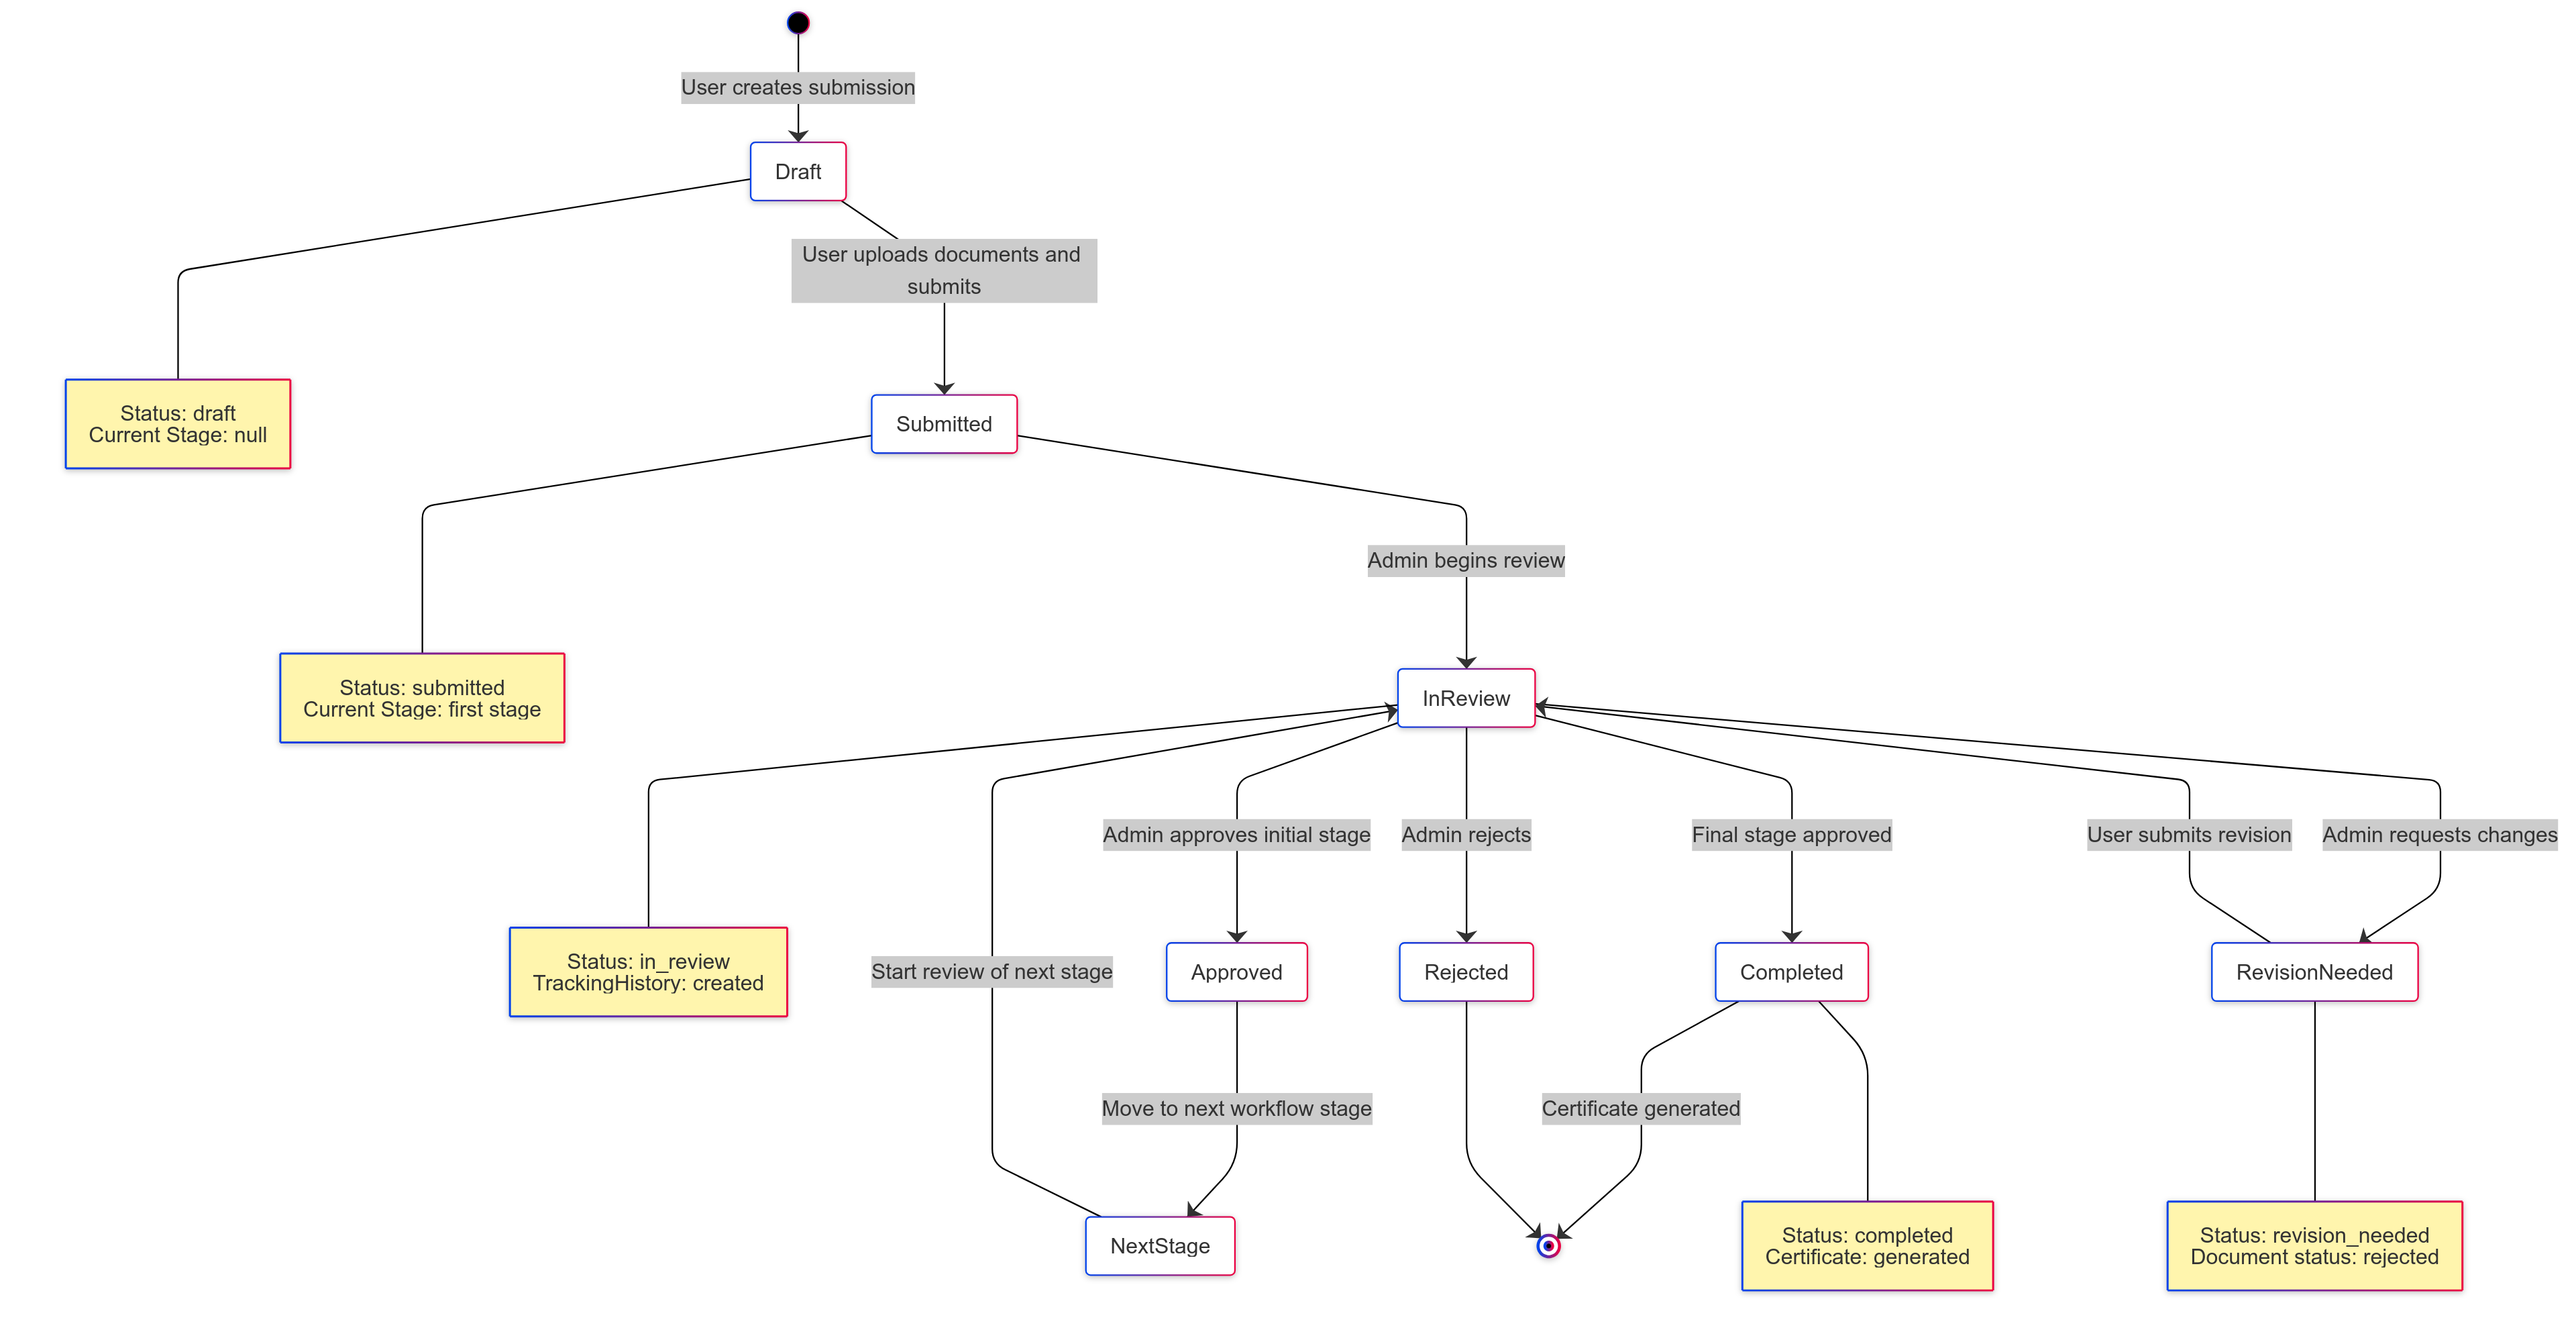 User creates submission
Draft
User uploads documents and
submits
Status: draft
Current Stage: null
Submitted
Admin begins review
Status: submitted
Current Stage: first stage
InReview
Admin approves initial stage
Admin rejects
Final stage approved
User submits revision
Admin requests changes
Status: in_review
TrackingHistory: created
Start review of next stage
Approved
Rejected
Completed
RevisionNeeded
Move to next workflow stage
Certificate generated
NextStage
Status: completed
Certificate: generated
Status: revision_needed
Document status: rejected